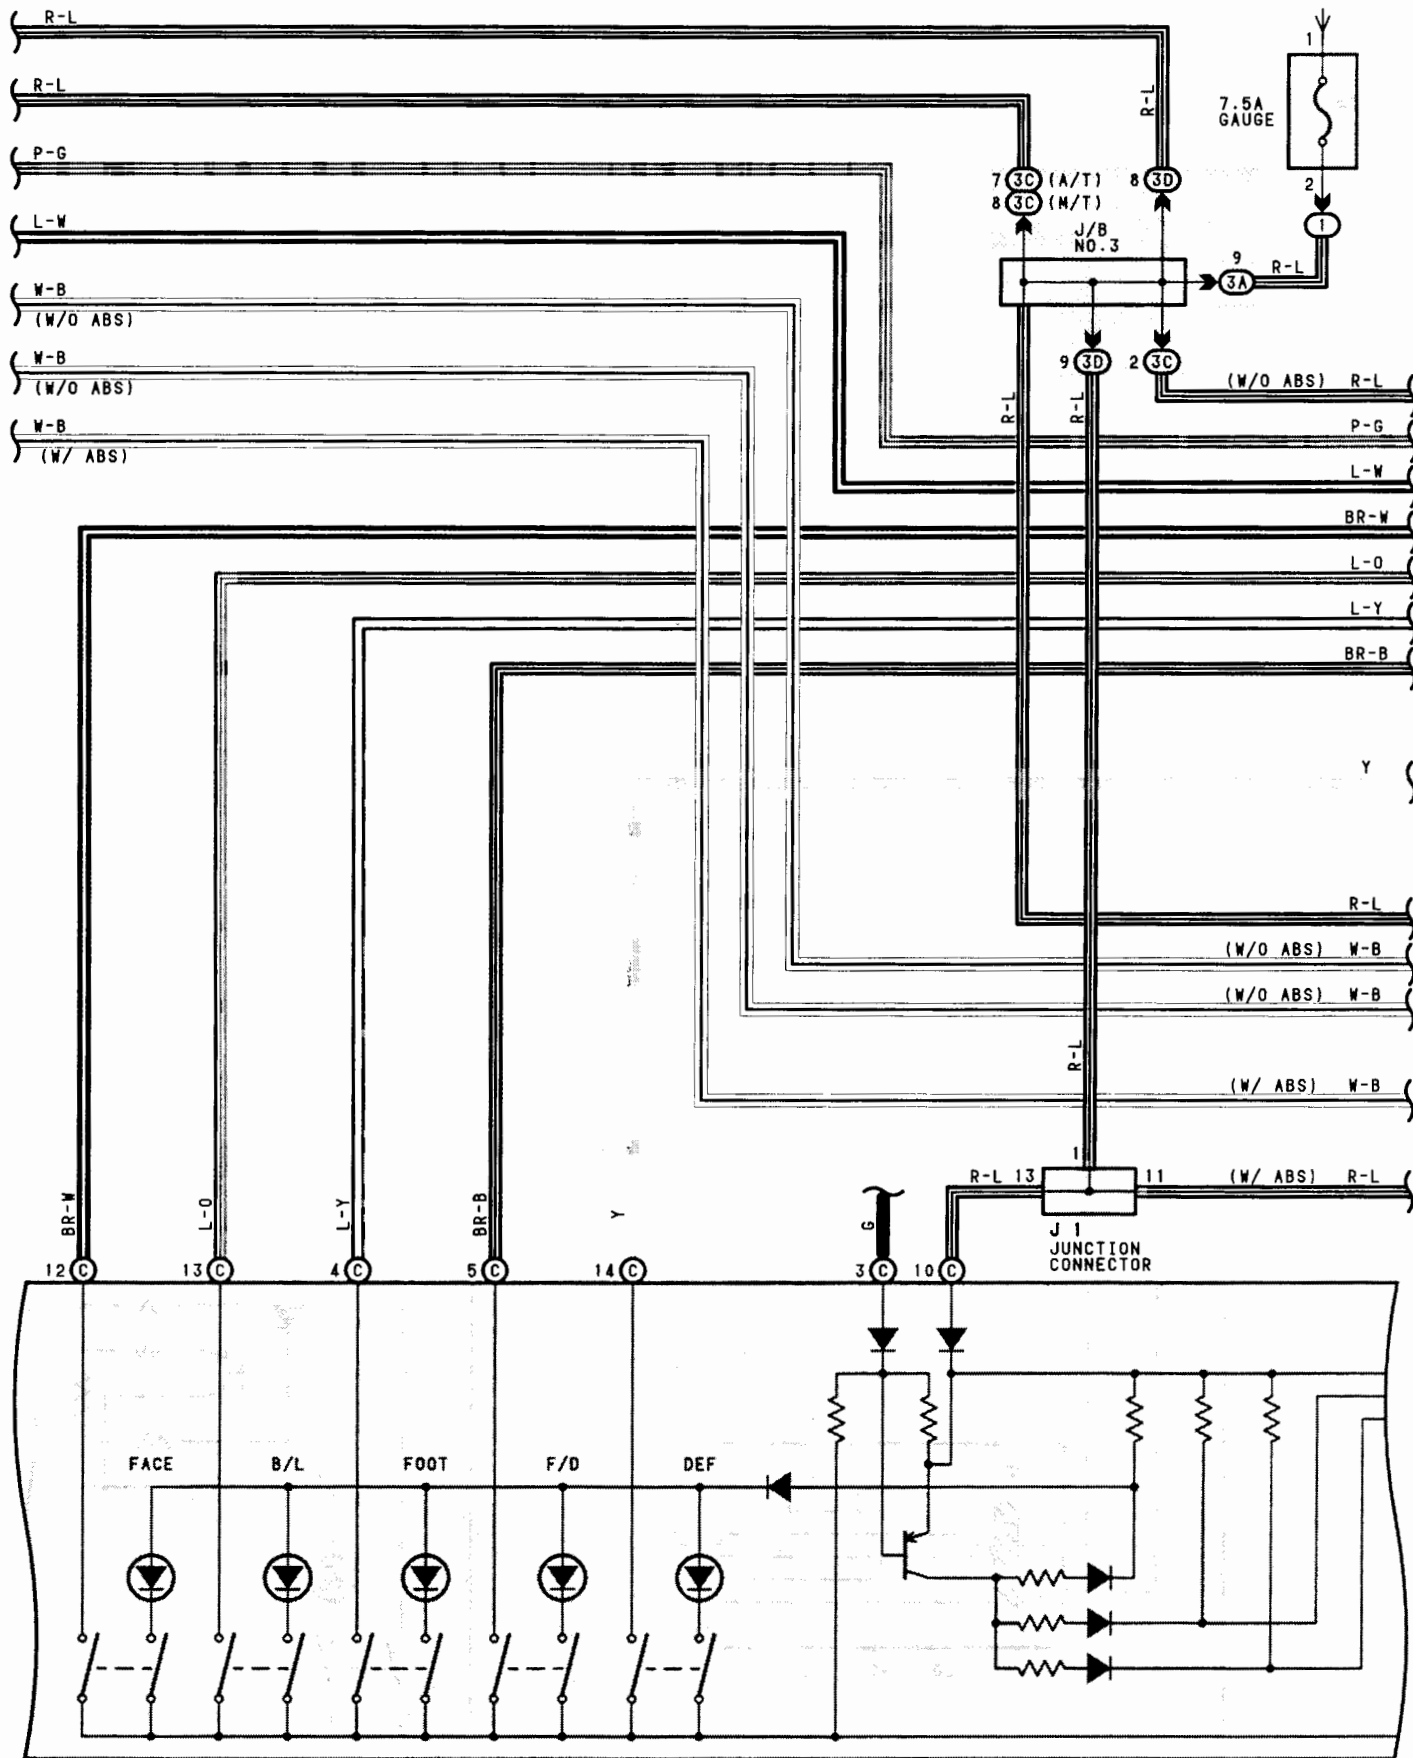 R-L
1
R-L
7.5A
GAUGE
R-L
P-G
2
7 3C (A/T)
8 3D
8 3C (M/T)
1
L-W
J/B
NO.3
9
R-L
3A
W-B
(W/O ABS)
W-B
(W/O ABS)
9 3D
2 3C
(W/O ABS) R-L
R-L
R-L
W-B
(W/ ABS)
P-G
L-W
BR-W
L-O
L-Y
BR-B
Y
R-L
(W/O ABS) W-B
(W/O ABS) W-B
R-L
(W/ ABS) W-B
1
R-L 13
11
(W/ ABS) R-L
BR-W
L-O
L-Y
BR-B
Y
G
J 1
JUNCTION
CONNECTOR
12 C
13 C
4 C
5 C
14 C
3 C
10 C
FACE
B/L
FOOT
F/D
DEF